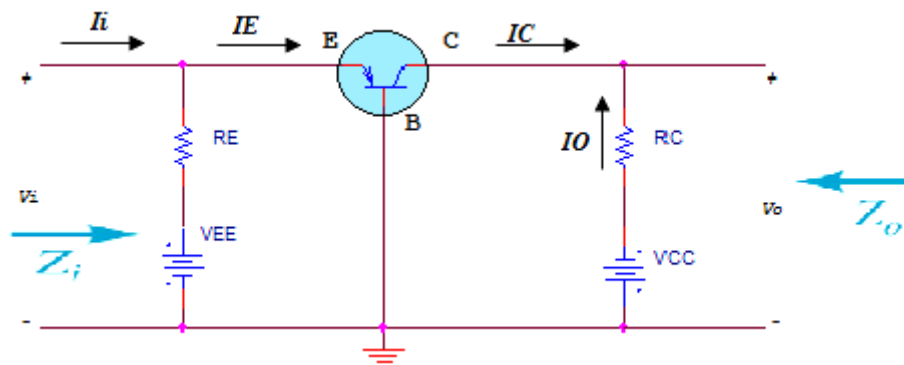 Ii
IE
E
C
IC
+
+
B
RE
IO
RC
Vi
Vo
Zi
VEE
VCC
Zo
-
-